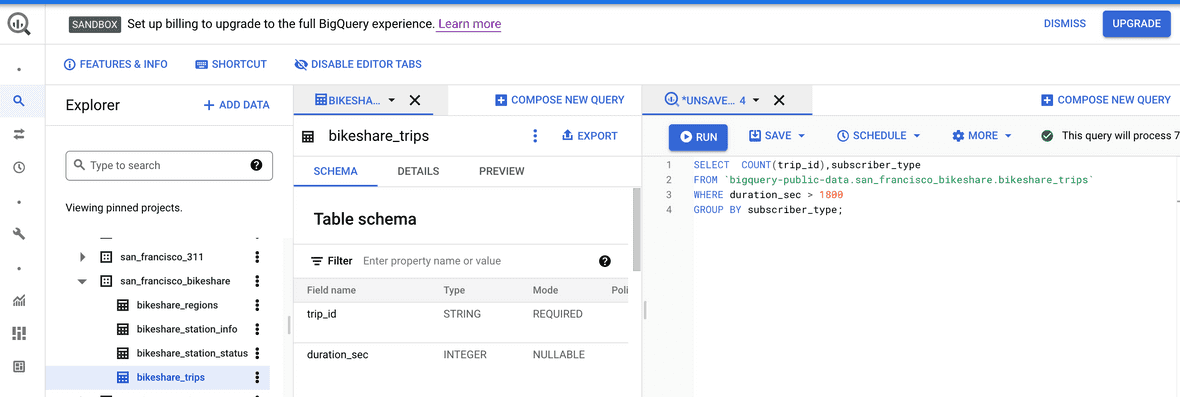 SANDBOX Set up billing to upgrade to the full BigQuery experience. Learn more DISMISS UPGRADE
FEATURES & INFO SHORTCUT DISABLE EDITOR TABS
Explorer + ADD DATA
Type to search
Viewing pinned projects.
san_francisco_311
san_francisco_bikeshare
bikeshare_regions
bikeshare_station_info
bikeshare_station_status
bikeshare_trips
BIKESHA... COMPOSE NEW QUERY
bikeshare_trips EXPORT
SCHEMA DETAILS PREVIEW
Table schema
Filter Enter property name or value
Field name Type Mode Poli
trip_id STRING REQUIRED
duration_sec INTEGER NULLABLE
*UNSAVE... 4 COMPOSE NEW QUERY
RUN SAVE SCHEDULE MORE This query will process 7
1 SELECT COUNT(trip_id),subscriber_type
2 FROM `bigquery-public-data.san_francisco_bikeshare.bikeshare_trips`
3 WHERE duration_sec > 1800
4 GROUP BY subscriber_type;